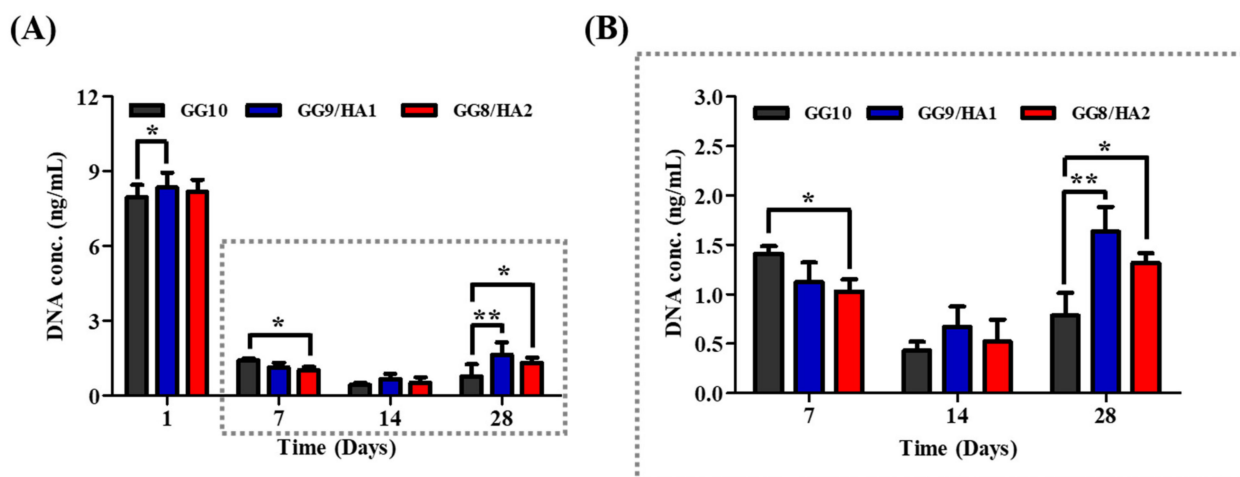 (A)
GG10 GG9/HA1 GG8/HA2
DNA conc. (ng/mL)
12
9
6
3
0
*
*
*
**
1 7 14 28
Time (Days)
(B)
GG10 GG9/HA1 GG8/HA2
DNA conc. (ng/mL)
3.0
2.5
2.0
1.5
1.0
0.5
0.0
*
*
**
7 14 28
Time (Days)